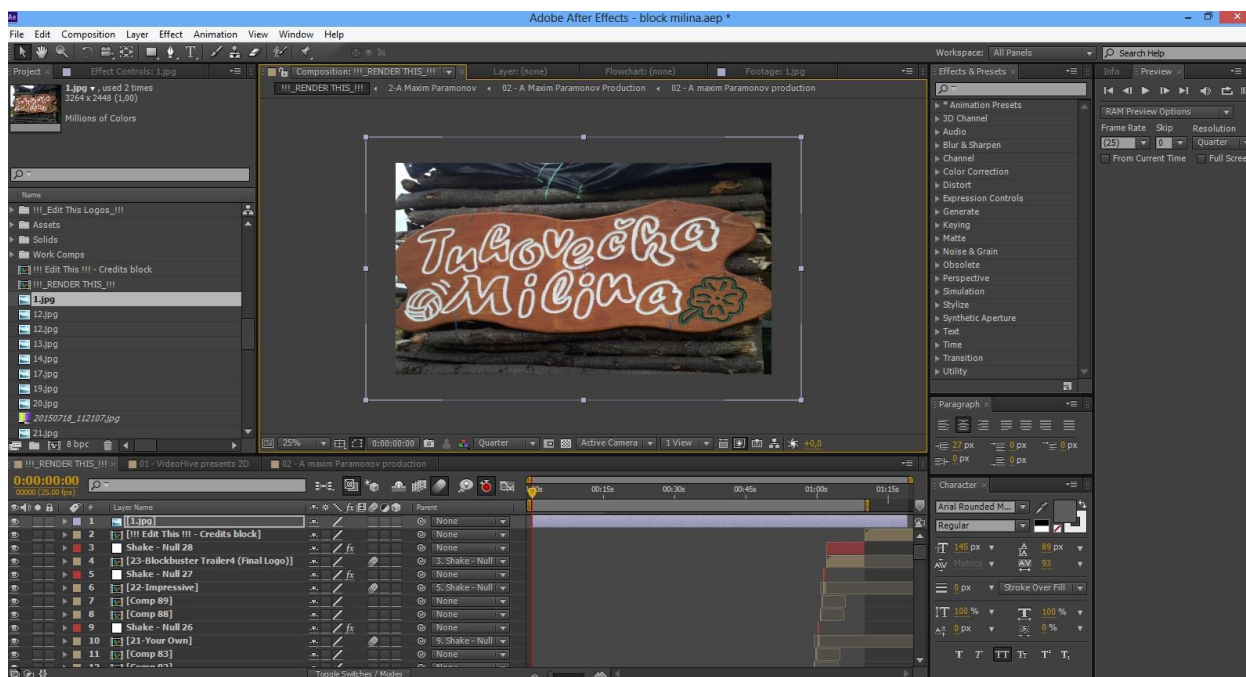 Ae
Adobe After Effects - block milina.aep *
File Edit Composition Layer Effect Animation View Window Help
Workspace: All Panels
Search Help
Project
Effect Controls: 1.jpg
Composition: !!!_RENDER THIS_!!!
Layer: (none)
Flowchart: (none)
Footage: 1.jpg
Effects & Presets
Info
Preview
1.jpg, used 2 times
3264 x 2448 (1,00)
Millions of Colors
!!!_RENDER THIS_!!! 2-A Maxim Paramonov 02 - A Maxim Paramonov Production 02 - A maxim Paramonov production
Name
!!!_Edit This Logos_!!!
Assets
Solids
Work Comps
!!! Edit This !!! - Credits block
!!!_RENDER THIS_!!!
1.jpg
12.jpg
12.jpg
13.jpg
14.jpg
17.jpg
19.jpg
20.jpg
20150718_112107.jpg
21.jpg
8 bpc
Tuhovečka
Milina
25%
0:00:00:00
Quarter
Active Camera
1 View
+0,0
* Animation Presets
3D Channel
Audio
Blur & Sharpen
Channel
Color Correction
Distort
Expression Controls
Generate
Keying
Matte
Noise & Grain
Obsolete
Perspective
Simulation
Stylize
Synthetic Aperture
Text
Time
Transition
Utility
RAM Preview Options
Frame Rate Skip Resolution
(25) 0 Quarter
From Current Time Full Scree
Paragraph
27 px 0 px 0 px
0 px 0 px
Character
Arial Rounded M...
Regular
145 px 89 px
Metrics 93
0 px Stroke Over Fill
100 % 100 %
0 px 0 %
T T TT Tт T' T,
!!!_RENDER THIS_!!!
01 - VideoHive presents 2D
02 - A maxim Paramonov production
0:00:00:00
00000 (25.00 fps)
# Layer Name Parent
00:15s 00:30s 00:45s 01:00s 01:15s
1 [1.jpg] None
2 [!!! Edit This !!! - Credits block] None
3 Shake - Null 28 None
4 [23-Blockbuster Trailer4 (Final Logo)] 3. Shake - Null
5 Shake - Null 27 None
6 [22-Impressive] 5. Shake - Null
7 [Comp 89] None
8 [Comp 88] None
9 Shake - Null 26 None
10 [21-Your Own] 9. Shake - Null
11 [Comp 83] None
Toggle Switches / Modes